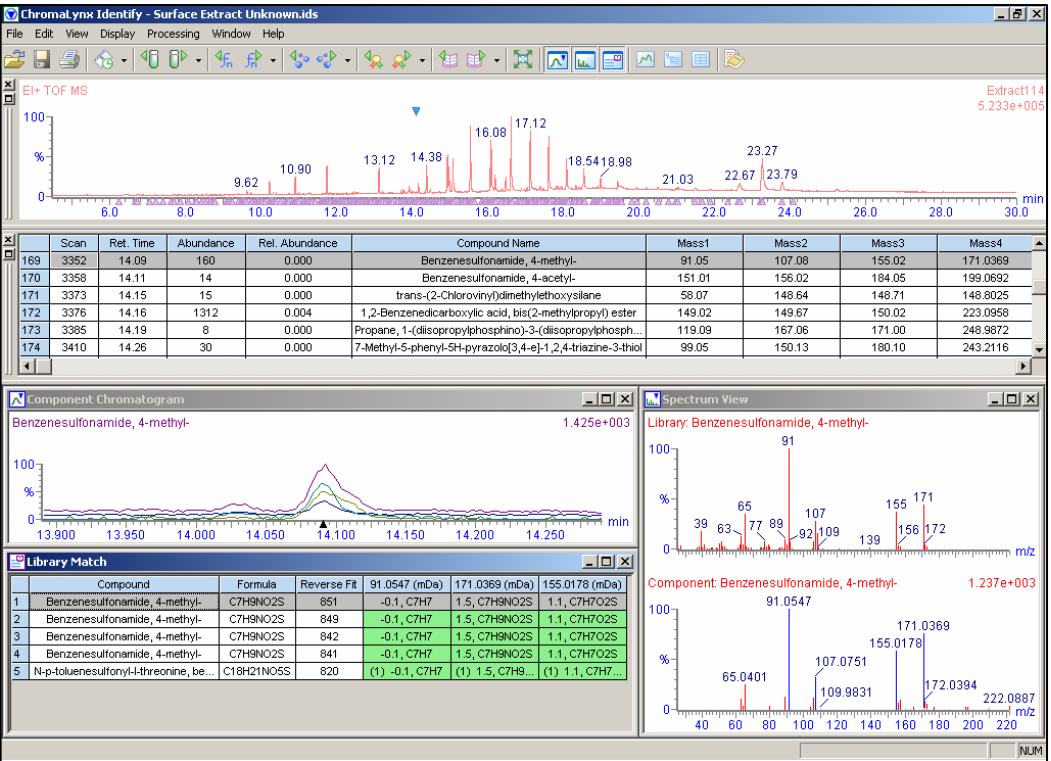 ChromaLynx Identify - Surface Extract Unknown.ids
File Edit View Display Processing Window Help
EI+ TOF MS Extract114
5.233e+005
100
%
0
9.62 10.90 13.12 14.38 16.08 17.12 18.54 18.98 21.03 22.67 23.27 23.79
6.0 8.0 10.0 12.0 14.0 16.0 18.0 20.0 22.0 24.0 26.0 28.0 30.0 min
Scan Ret. Time Abundance Rel. Abundance Compound Name Mass1 Mass2 Mass3 Mass4
169 3352 14.09 160 0.000 Benzenesulfonamide, 4-methyl- 91.05 107.08 155.02 171.0369
170 3358 14.11 14 0.000 Benzenesulfonamide, 4-acetyl- 151.01 156.02 184.05 199.0692
171 3373 14.15 15 0.000 trans-(2-Chlorovinyl)dimethylethoxysilane 58.07 148.64 148.71 148.8025
172 3376 14.16 1312 0.004 1,2-Benzenedicarboxylic acid, bis(2-methylpropyl) ester 149.02 149.67 150.02 223.0958
173 3385 14.19 8 0.000 Propane, 1-(diisopropylphosphino)-3-(diisopropylphosph... 119.09 167.06 171.00 248.9872
174 3410 14.26 30 0.000 7-Methyl-5-phenyl-5H-pyrazolo[3,4-e]-1,2,4-triazine-3-thiol 99.05 150.13 180.10 243.2116
Component Chromatogram
Benzenesulfonamide, 4-methyl- 1.425e+003
100
%
0
13.900 13.950 14.000 14.050 14.100 14.150 14.200 14.250 min
Library Match
Compound Formula Reverse Fit 91.0547 (mDa) 171.0369 (mDa) 155.0178 (mDa)
1 Benzenesulfonamide, 4-methyl- C7H9NO2S 851 -0.1, C7H7 1.5, C7H9NO2S 1.1, C7H7O2S
2 Benzenesulfonamide, 4-methyl- C7H9NO2S 849 -0.1, C7H7 1.5, C7H9NO2S 1.1, C7H7O2S
3 Benzenesulfonamide, 4-methyl- C7H9NO2S 842 -0.1, C7H7 1.5, C7H9NO2S 1.1, C7H7O2S
4 Benzenesulfonamide, 4-methyl- C7H9NO2S 841 -0.1, C7H7 1.5, C7H9NO2S 1.1, C7H7O2S
5 N-p-toluenesulfonyl-l-threonine, be... C18H21NO5S 820 (1) -0.1, C7H7 (1) 1.5, C7H9... (1) 1.1, C7H7...
Spectrum View
Library: Benzenesulfonamide, 4-methyl-
100
%
0
39 63 65 77 89 91 92 107 109 139 155 156 171 172
m/z
Component: Benzenesulfonamide, 4-methyl- 1.237e+003
100
%
0
65.0401 91.0547 107.0751 109.9831 155.0178 171.0369 172.0394 222.0887
m/z
40 60 80 100 120 140 160 180 200 220
NUM